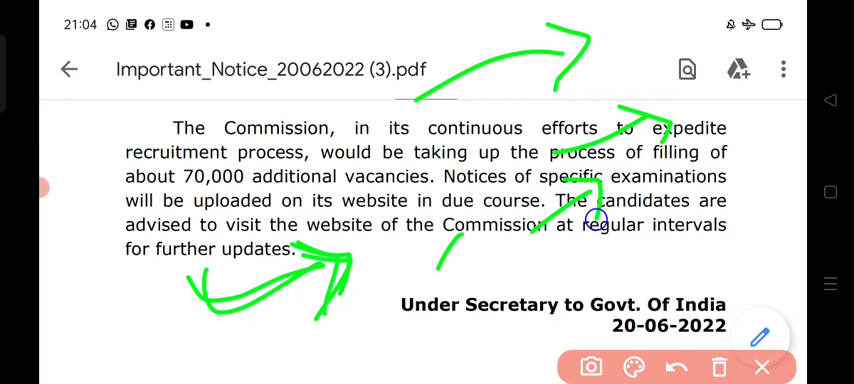 21:04
Important_Notice_20062022 (3).pdf
The Commission, in its continuous efforts to expedite
recruitment process, would be taking up the process of filling of
about 70,000 additional vacancies. Notices of specific examinations
will be uploaded on its website in due course. The candidates are
advised to visit the website of the Commission at regular intervals
for further updates.
Under Secretary to Govt. Of India
20-06-2022